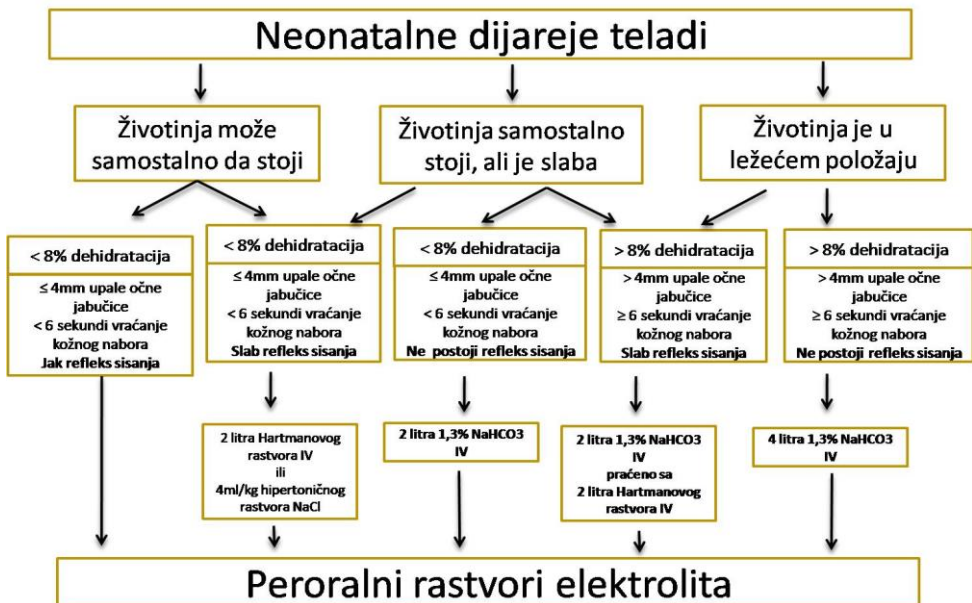 Neonatalne dijareje teladi
Životinja može
samostalno da stoji
Životinja samostalno
stoji, ali je slaba
Životinja je u
ležećem položaju
< 8% dehidratacija
≤ 4mm upale očne
jabučice
< 6 sekundi vraćanje
kožnog nabora
Jak refleks sisanja
< 8% dehidratacija
≤ 4mm upale očne
jabučice
< 6 sekundi vraćanje
kožnog nabora
Slab refleks sisanja
< 8% dehidratacija
≤ 4mm upale očne
jabučice
< 6 sekundi vraćanje
kožnog nabora
Ne postoji refleks sisanja
> 8% dehidratacija
> 4mm upale očne
jabučice
≥ 6 sekundi vraćanje
kožnog nabora
Slab refleks sisanja
> 8% dehidratacija
> 4mm upale očne
jabučice
≥ 6 sekundi vraćanje
kožnog nabora
Ne postoji refleks sisanja
2 litra Hartmanovog
rastvora IV
ili
4ml/kg hipertoničnog
rastvora NaCl
2 litra 1,3% NaHCO3
IV
2 litra 1,3% NaHCO3
IV
praćeno sa
2 litra Hartmanovog
rastvora IV
4 litra 1,3% NaHCO3
IV
Peroralni rastvori elektrolita